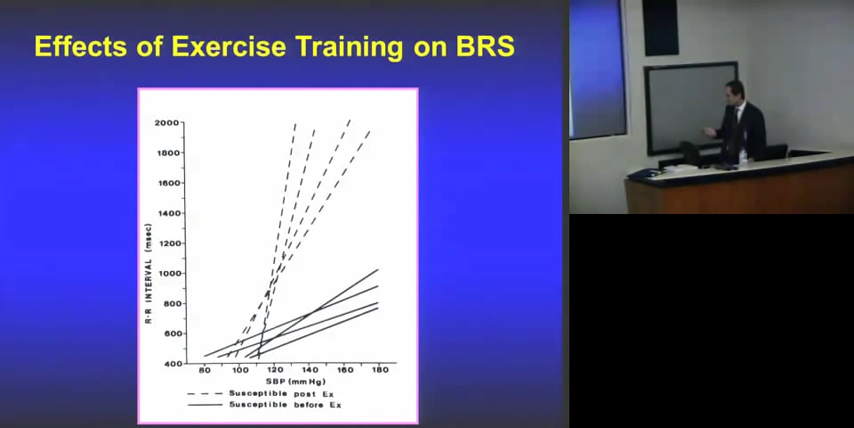 Effects of Exercise Training on BRS
2000
1800
1600
1400
1200
1000
800
600
400
R-R INTERVAL (msec)
80 100 120 140 160 180
SBP (mm Hg)
Susceptible post Ex
Susceptible before Ex